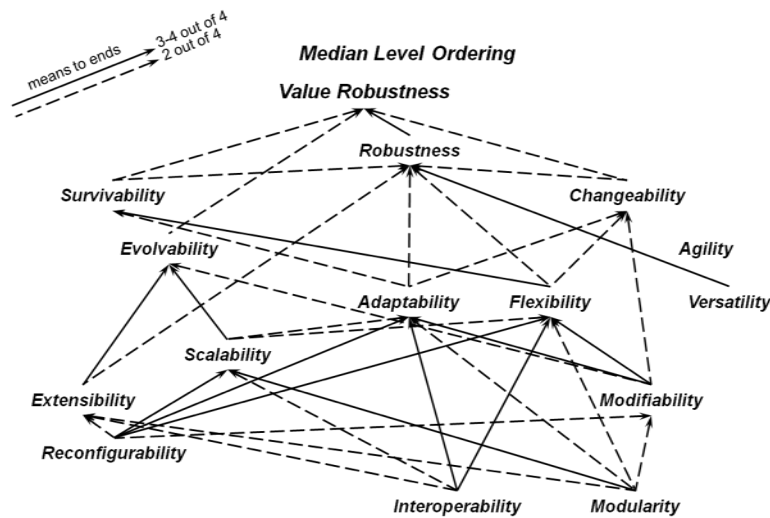 3-4 out of 4
means to ends
2 out of 4
Median Level Ordering
Value Robustness
Robustness
Survivability
Changeability
Evolvability
Agility
Adaptability
Flexibility
Versatility
Scalability
Extensibility
Modifiability
Reconfigurability
Interoperability
Modularity